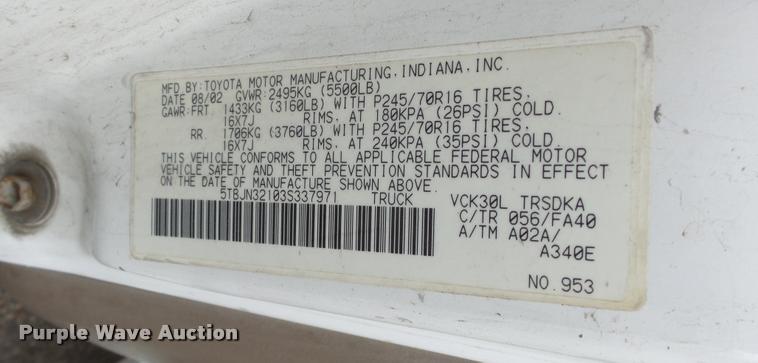 MFD.BY:TOYOTA MOTOR MANUFACTURING,INDIANA,INC.
DATE 08/02 GVWR:2495KG (5500LB)
GAWR:FRT. 1433KG (3160LB) WITH P245/70R16 TIRES,
16X7J RIMS, AT 180KPA (26PSI) COLD.
RR. 1706KG (3760LB) WITH P245/70R16 TIRES,
16X7J RIMS, AT 240KPA (35PSI) COLD.
THIS VEHICLE CONFORMS TO ALL APPLICABLE FEDERAL MOTOR
VEHICLE SAFETY AND THEFT PREVENTION STANDARDS IN EFFECT
ON THE DATE OF MANUFACTURE SHOWN ABOVE.
5TBJN32103S337971 TRUCK VCK30L TRSDKA
C/TR 056/FA40
A/TM A02A/
A340E
NO.953
Purple Wave Auction